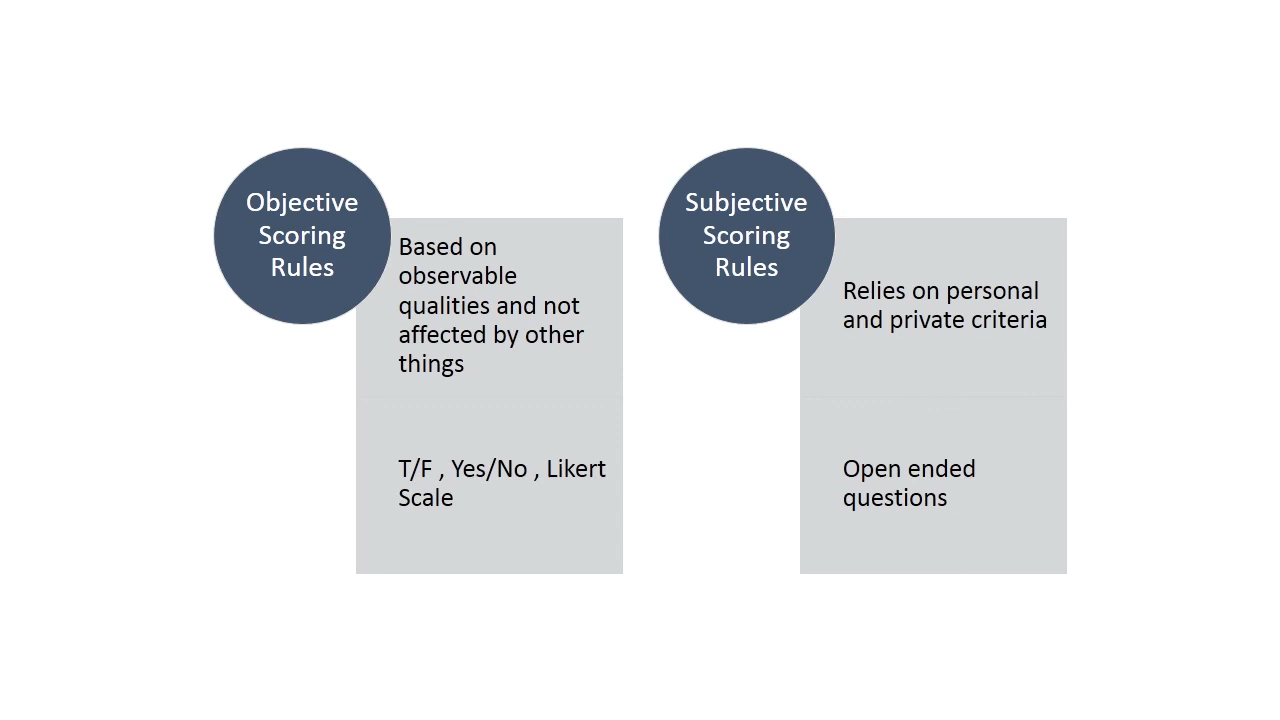 Objective
Scoring
Rules
Based on
observable
qualities and not
affected by other
things
T/F , Yes/No , Likert
Scale
Subjective
Scoring
Rules
Relies on personal
and private criteria
Open ended
questions